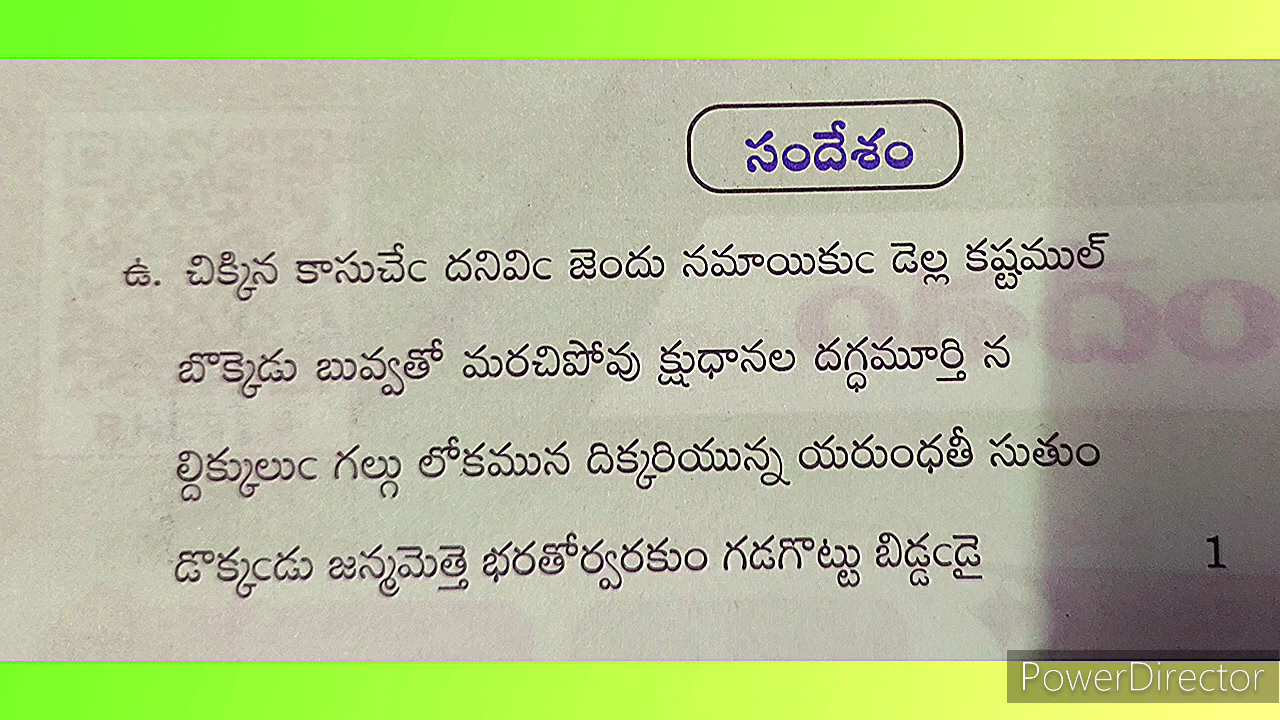 సందేశం
ఉ. చిక్కిన కాసుచేఁ దనివిఁ జెందు నమాయికుఁ డెల్ల కష్టముల్
బొక్కెడు బువ్వతో మరచిపోవు క్షుధానల దగ్ధమూర్తి న
ల్దిక్కులుఁ గల్గు లోకమున దిక్కరియున్న యరుంధతీ సుతుం
డొక్కఁడు జన్మమెత్తె భరతోర్వరకుం గడగొట్టు బిడ్డఁడై 1
PowerDirector